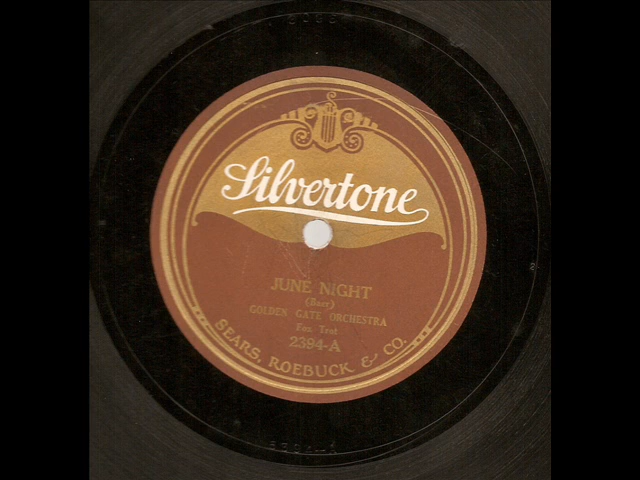 Silvertone
JUNE NIGHT
(Baer)
GOLDEN GATE ORCHESTRA
Fox Trot
2394-A
SEARS, ROEBUCK & CO.